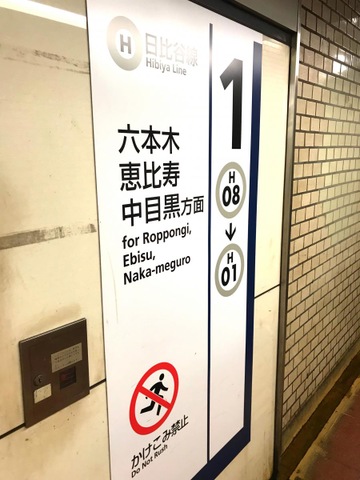 H 日比谷線
Hibiya Line
1
六本木
恵比寿
中目黒方面
for Roppongi,
Ebisu,
Naka-meguro
H
08
↓
H
01
かけこみ禁止
Do Not Rush